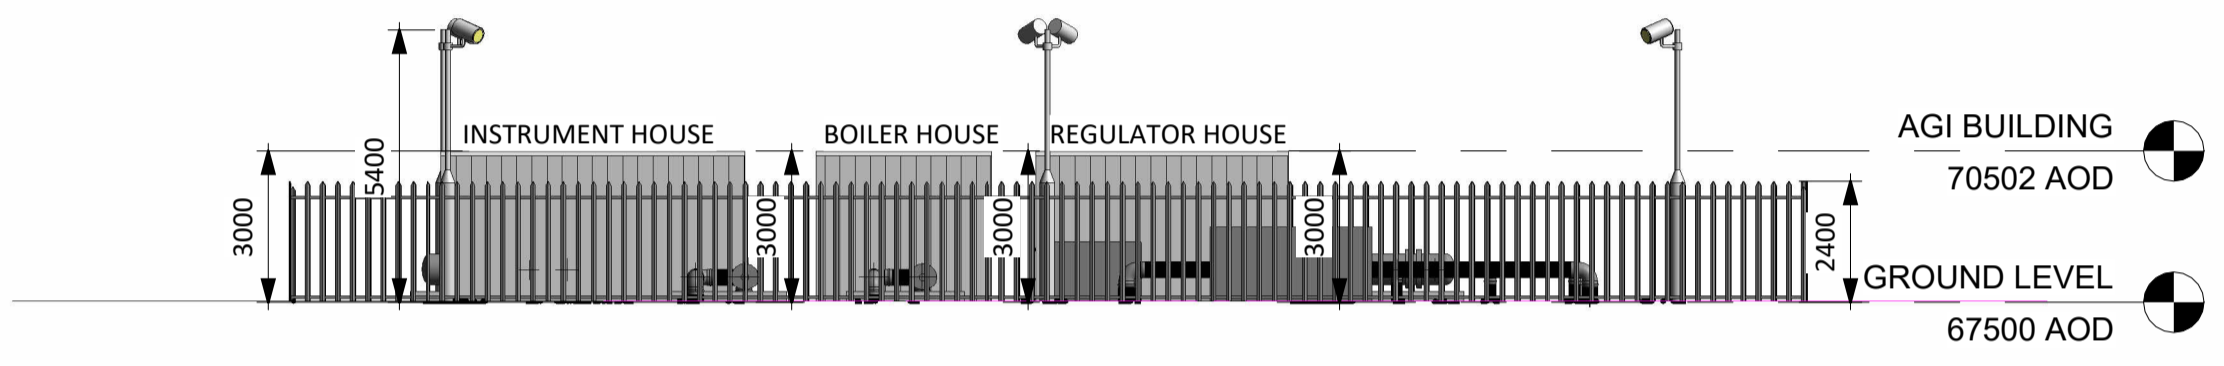 5400
INSTRUMENT HOUSE
BOILER HOUSE
REGULATOR HOUSE
AGI BUILDING
70502 AOD
3000
3000
3000
3000
2400
GROUND LEVEL
67500 AOD